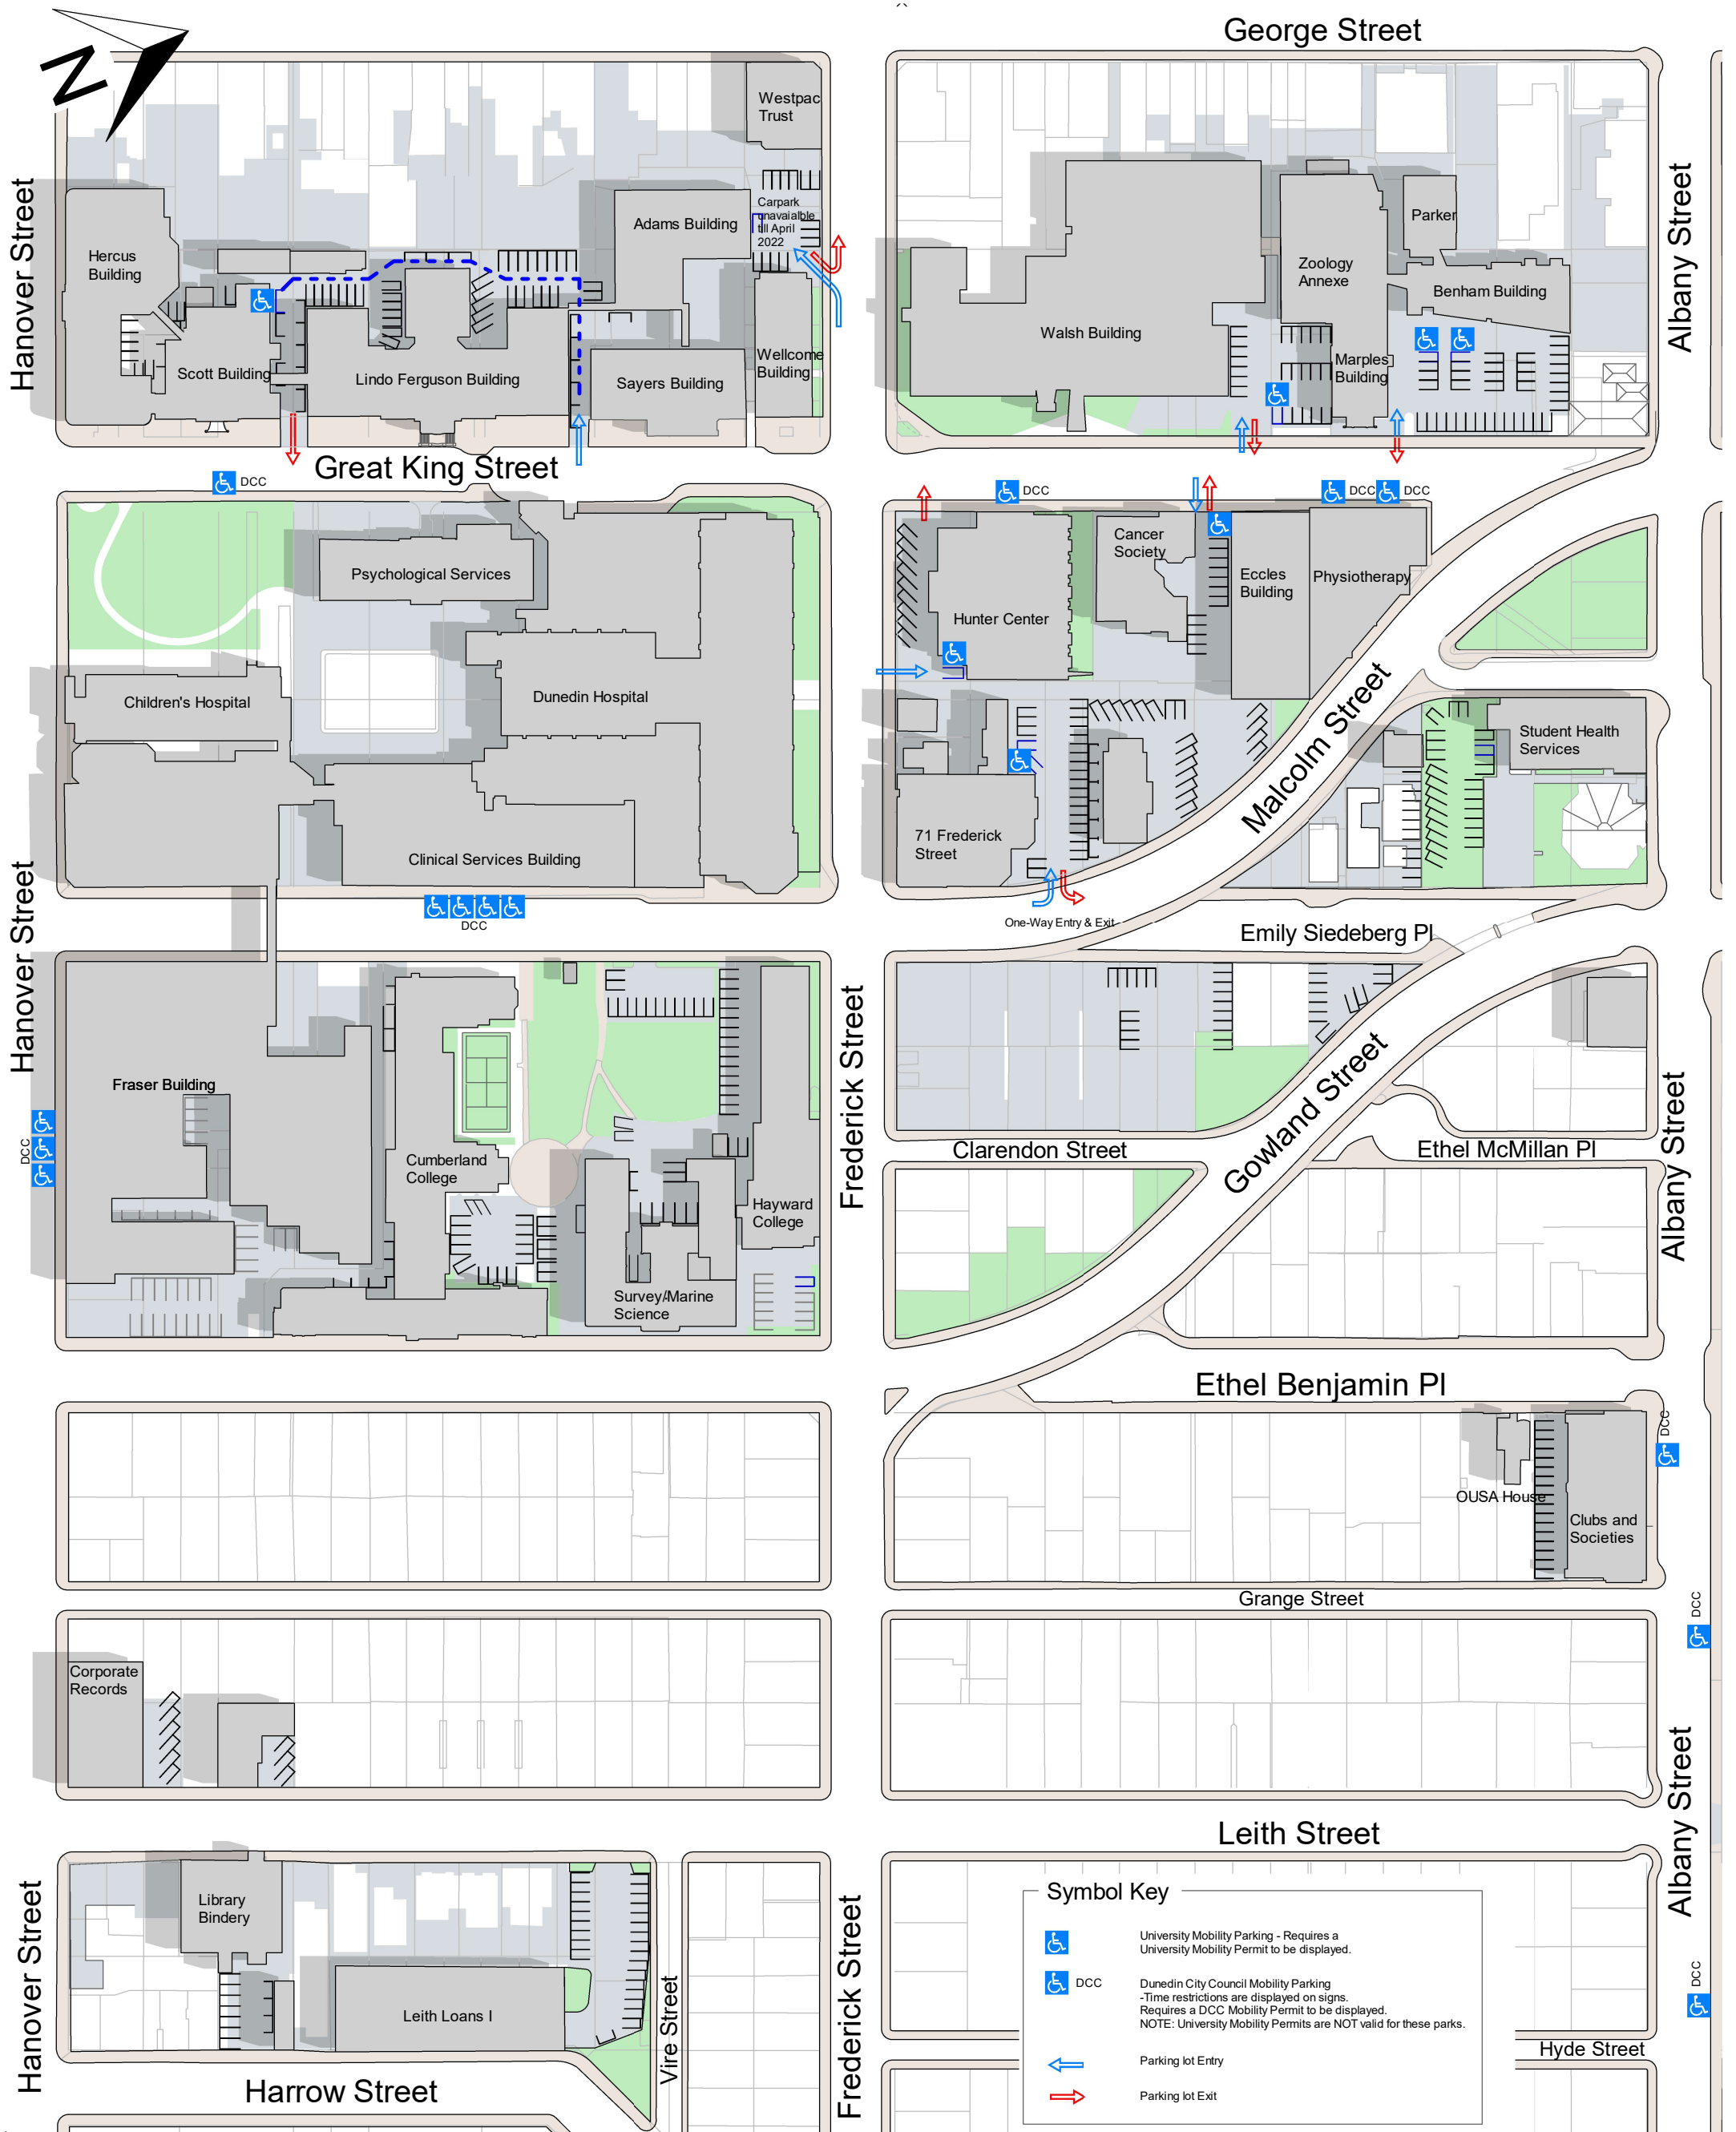 George Street
N
Westpac
Trust
Hanover Street
Albany Street
Hercus
Building
Adams Building
Carpark
unavaialble
till April
2022
Parker
Zoology
Annexe
Benham Building
Walsh Building
Scott Building
Lindo Ferguson Building
Sayers Building
Wellcome
Building
Marples
Building
Great King Street
DCC
DCC
DCC
DCC
Psychological Services
Cancer
Society
Eccles
Building
Physiotherapy
Hunter Center
Children's Hospital
Dunedin Hospital
Malcolm Street
Student Health
Services
71 Frederick
Street
Clinical Services Building
Hanover Street
DCC
One-Way Entry & Exit
Emily Siedeberg Pl
Frederick Street
Fraser Building
Gowland Street
Albany Street
DCC
Cumberland
College
Clarendon Street
Ethel McMillan Pl
Hayward
College
Survey/Marine
Science
Ethel Benjamin Pl
DCC
OUSA House
Clubs and
Societies
Grange Street
DCC
Corporate
Records
Albany Street
Leith Street
Library
Bindery
Hanover Street
Leith Loans I
Vire Street
Frederick Street
Harrow Street
DCC
Symbol Key
University Mobility Parking - Requires a
University Mobility Permit to be displayed.
DCC
Dunedin City Council Mobility Parking
-Time restrictions are displayed on signs.
Requires a DCC Mobility Permit to be displayed.
NOTE: University Mobility Permits are NOT valid for these parks.
Parking lot Entry
Parking lot Exit
Hyde Street